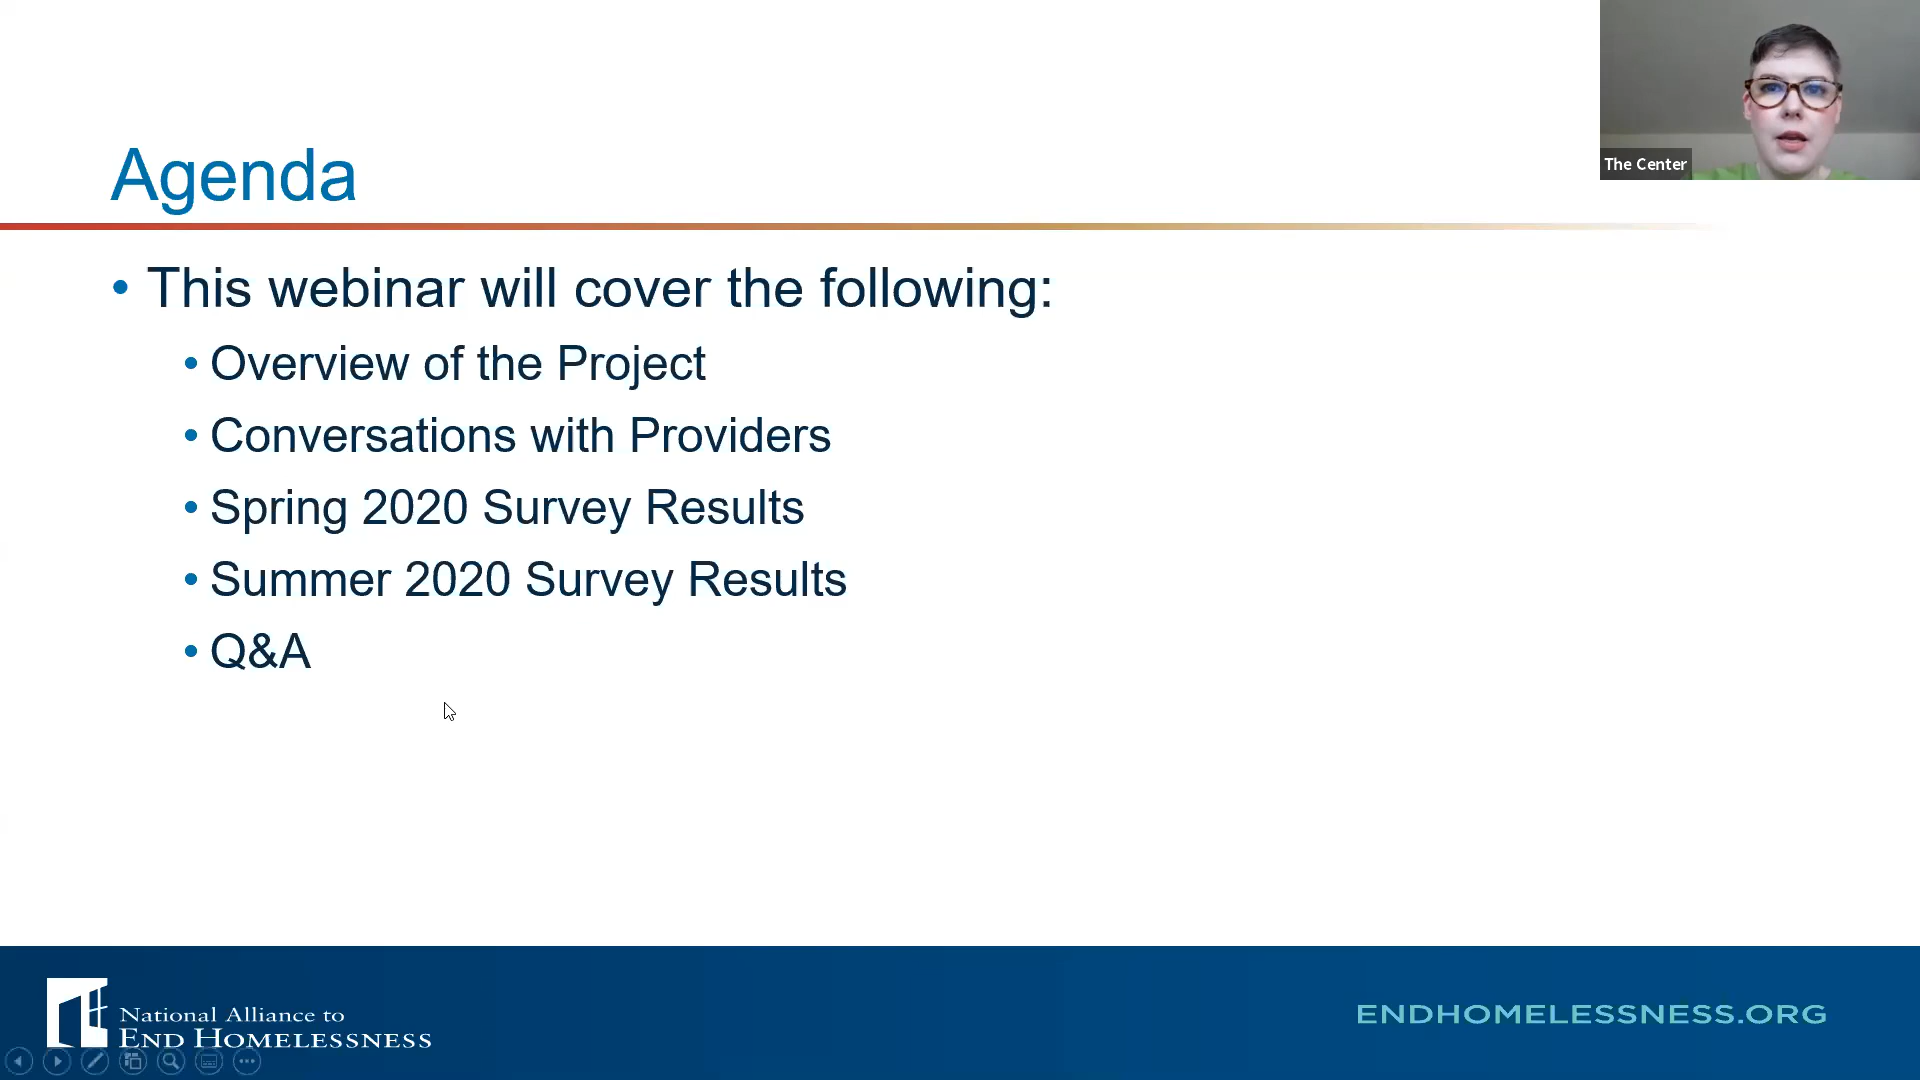 The Center
Agenda
• This webinar will cover the following:
• Overview of the Project
• Conversations with Providers
• Spring 2020 Survey Results
• Summer 2020 Survey Results
• Q&A
National Alliance to
END HOMELESSNESS
ENDHOMELESSNESS.ORG